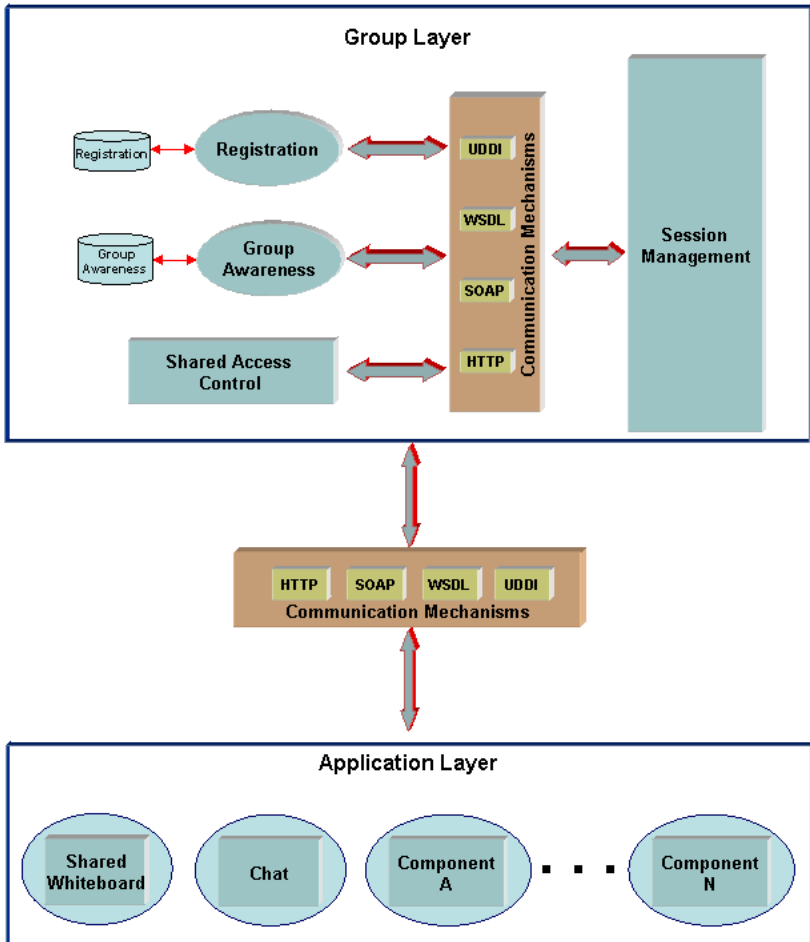 Group Layer
Registration
Registration
UDDI
WSDL
SOAP
HTTP
Communication Mechanisms
Session
Management
Group
Awareness
Group
Awareness
Shared Access
Control
HTTP
SOAP
WSDL
UDDI
Communication Mechanisms
Application Layer
Shared
Whiteboard
Chat
Component
A
Component
N